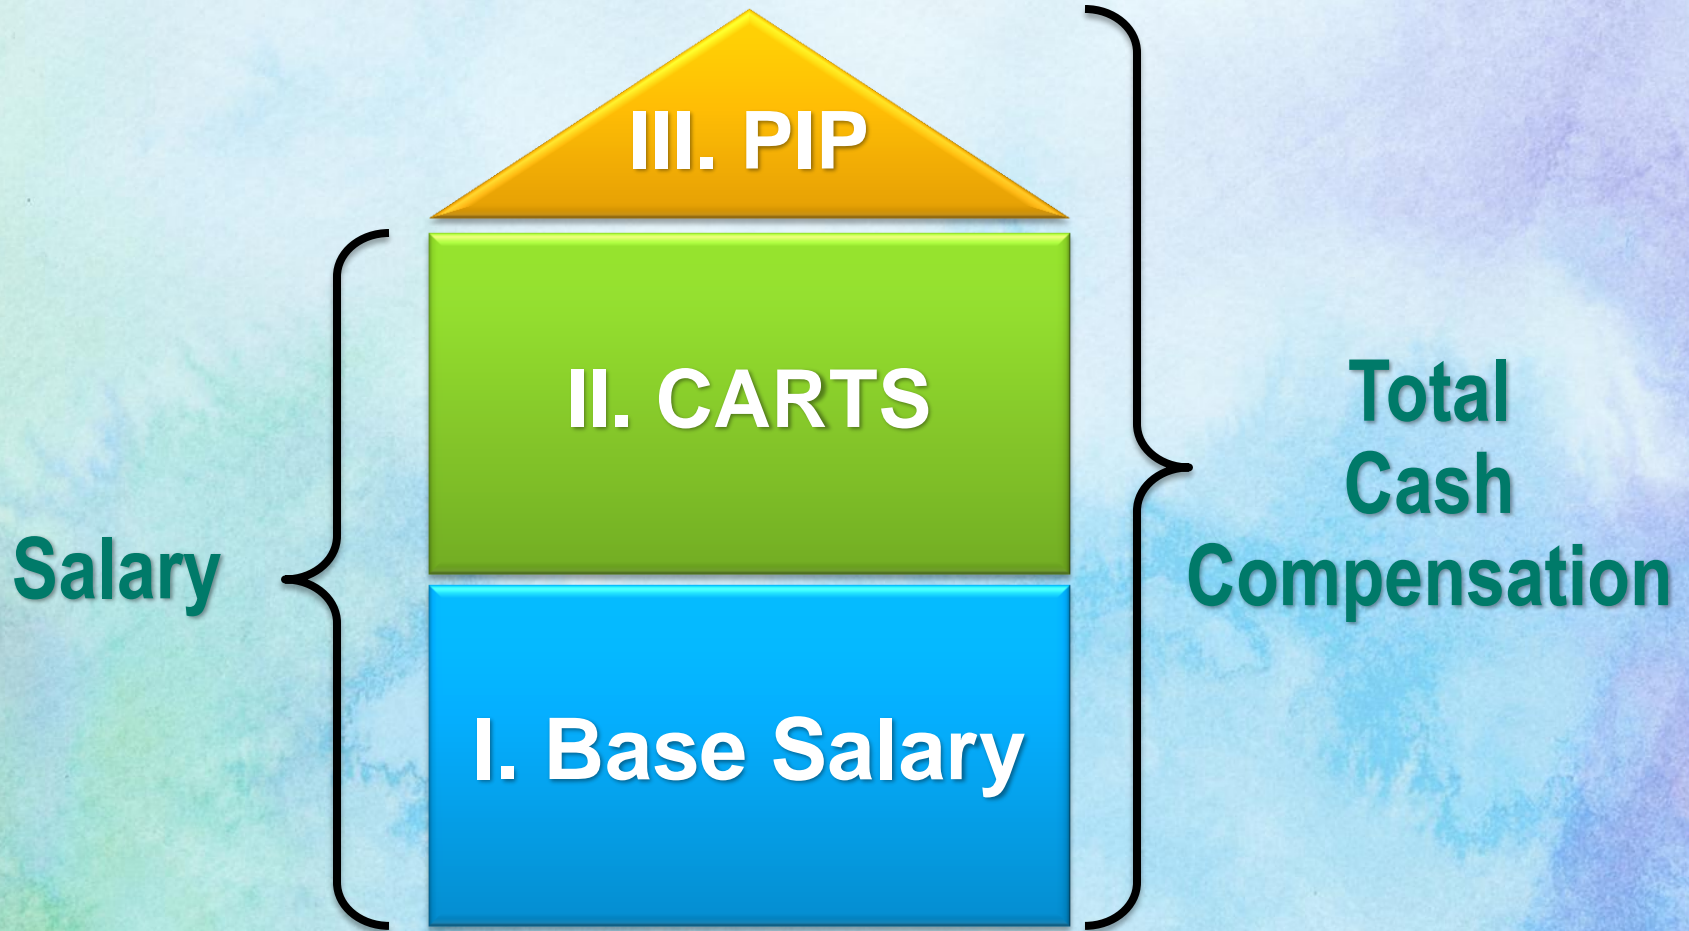 III. PIP
II. CARTS
I. Base Salary
Salary
Total
Cash
Compensation